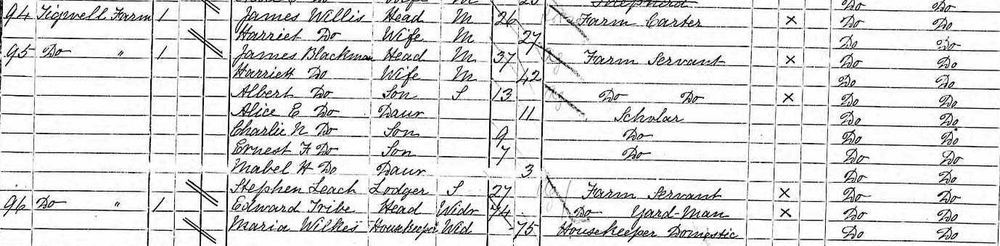 Shepherd Do Do
94 Tigwell Farm 1 James Willis Head M 26 Farm Carter × Do Do
Harriet Do Wife M 27 Do Do
95 Do " 1 James Blackman Head M 37 Farm Servant × Do Do
Harriett Do Wife M 42 Do Do
Albert Do Son S 13 Do Do × Do Do
Alice E Do Daur 11 Scholar Do Do
Charlie N Do Son 9 Do Do Do
Ernest F Do Son 7 Do Do Do
Mabel H Do Daur 3 Do Do
Stephen Leach Lodger S 27 Farm Servant × Do Do
96 Do " 1 Edward Tribe Head Widr 74 Do Yard-Man × Do Do
Maria Wilkes Housekeeper Wid 75 Housekeeper Domestic Do Do